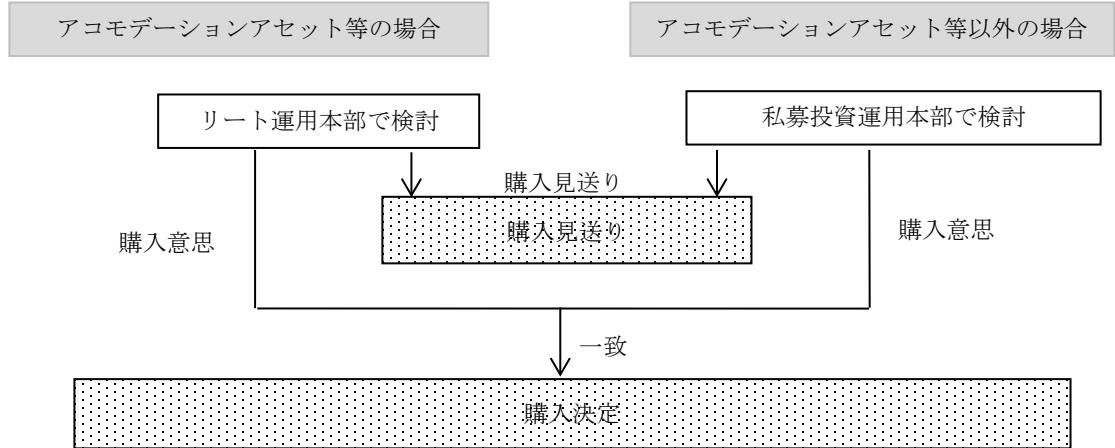 アコモデーションアセット等の場合
アコモデーションアセット等以外の場合
リート運用本部で検討
私募投資運用本部で検討
購入見送り
購入見送り
購入意思
購入意思
一致
購入決定